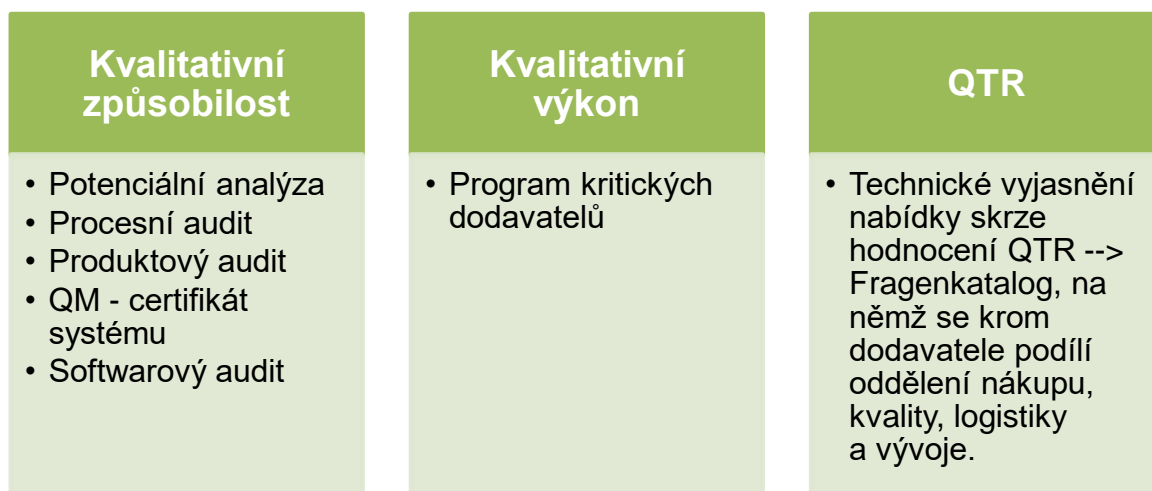 Kvalitativní
způsobilost
• Potenciální analýza
• Procesní audit
• Produktový audit
• QM - certifikát
systému
• Softwarový audit
Kvalitativní
výkon
• Program kritických
dodavatelů
QTR
• Technické vyjasnění
nabídky skrze
hodnocení QTR -->
Fragenkatalog, na
němž se krom
dodavatele podílí
oddělení nákupu,
kvality, logistiky
a vývoje.